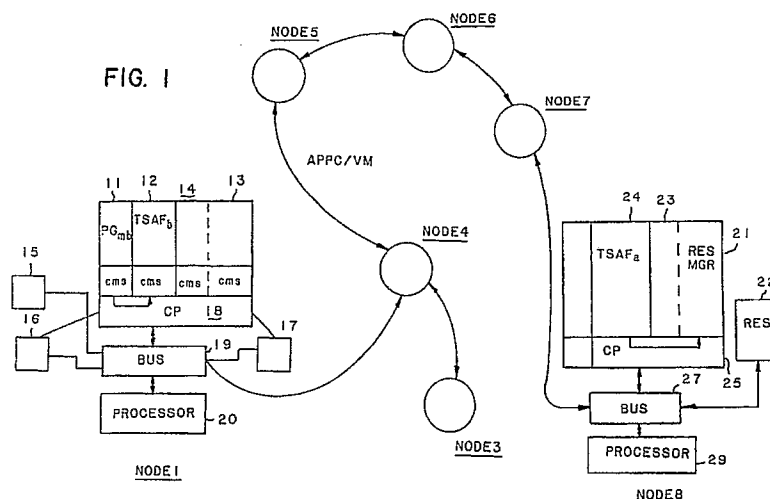 FIG. 1
NODE5
NODE6
NODE7
APPC/VM
NODE4
NODE3
11
12
14
13
PGmb
TSAFb
cms
cms
cms
cms
CP
18
15
16
17
BUS
19
PROCESSOR
20
NODE1
24
23
21
22
TSAFa
RES
MGR
RES
CP
25
27
BUS
PROCESSOR
29
NODE8